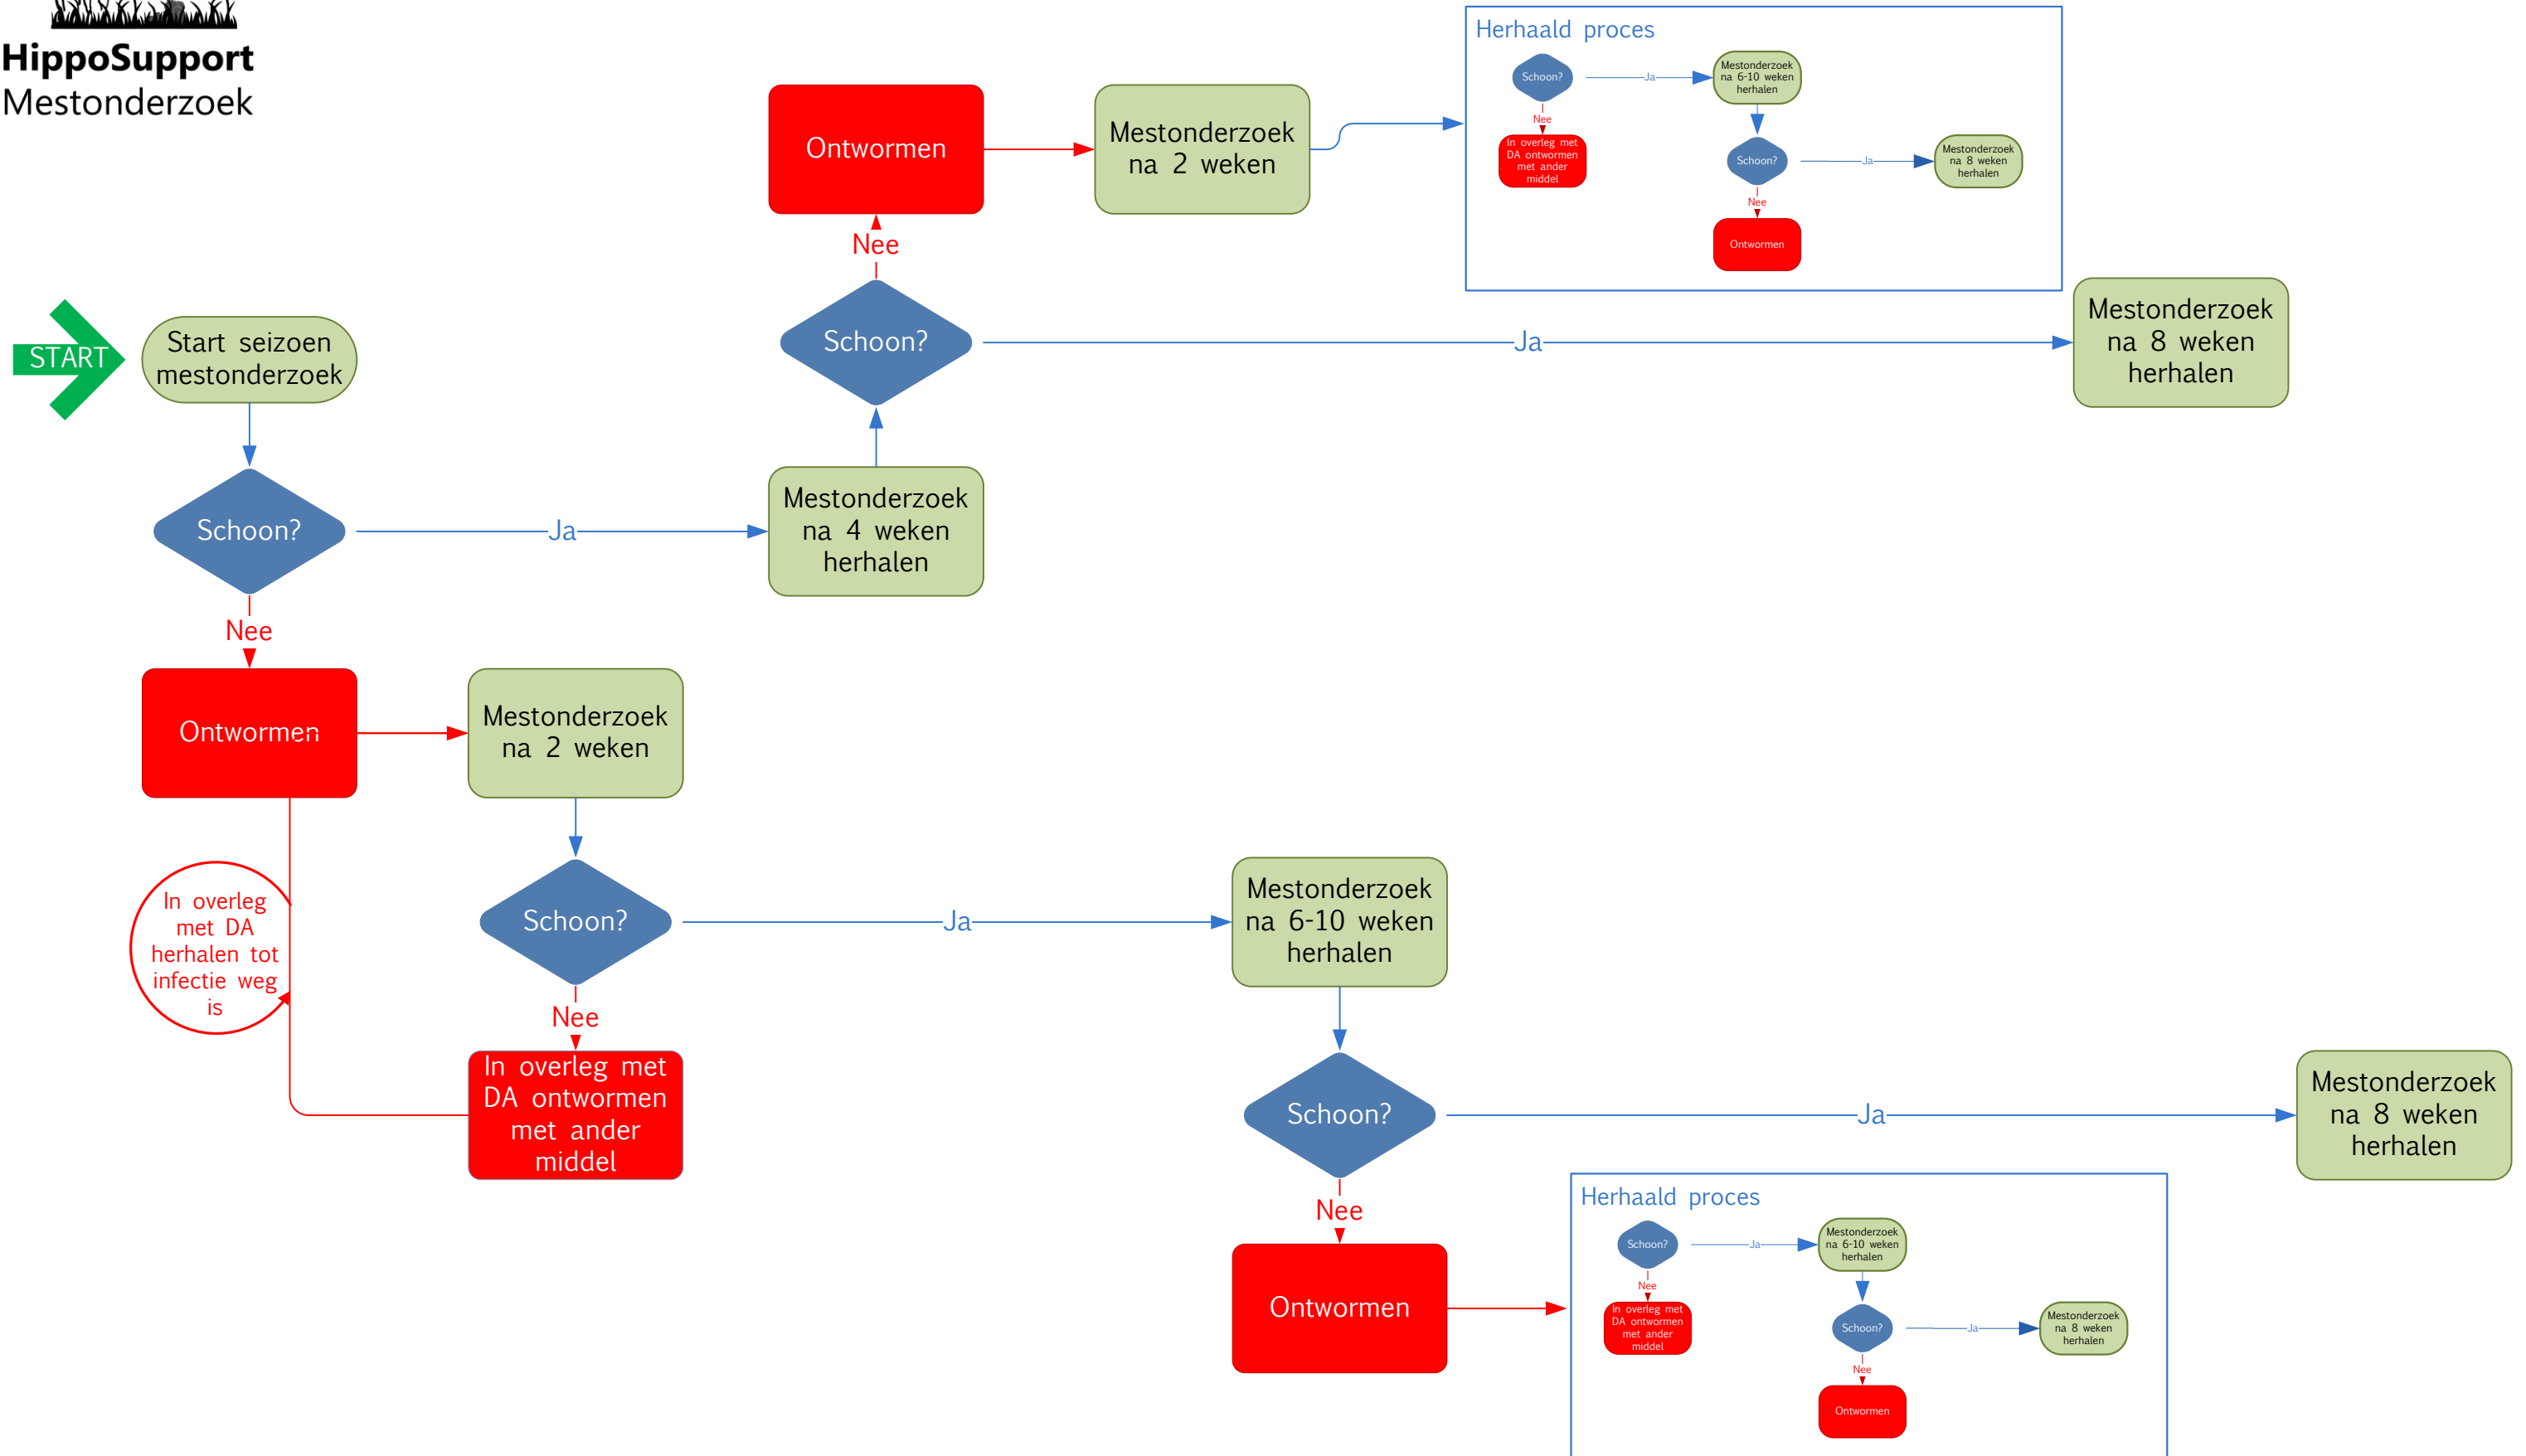 HippoSupport
Mestonderzoek
Herhaald proces
Schoon?
Ja
Mestonderzoek
na 6-10 weken
herhalen
Nee
In overleg met
DA ontwormen
met ander
middel
Schoon?
Ja
Mestonderzoek
na 8 weken
herhalen
Nee
Ontwormen
Ontwormen
Mestonderzoek
na 2 weken
Nee
START
Start seizoen
mestonderzoek
Schoon?
Ja
Mestonderzoek
na 8 weken
herhalen
Schoon?
Ja
Mestonderzoek
na 4 weken
herhalen
Nee
Ontwormen
Mestonderzoek
na 2 weken
In overleg
met DA
herhalen tot
infectie weg
is
Schoon?
Ja
Mestonderzoek
na 6-10 weken
herhalen
Nee
In overleg met
DA ontwormen
met ander
middel
Schoon?
Ja
Mestonderzoek
na 8 weken
herhalen
Nee
Ontwormen
Herhaald proces
Schoon?
Ja
Mestonderzoek
na 6-10 weken
herhalen
Nee
In overleg met
DA ontwormen
met ander
middel
Schoon?
Ja
Mestonderzoek
na 8 weken
herhalen
Nee
Ontwormen